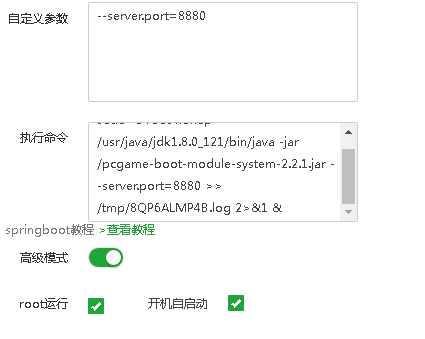 自定义参数
--server.port=8880
执行命令
/usr/java/jdk1.8.0_121/bin/java -jar
/pcgame-boot-module-system-2.2.1.jar -
-server.port=8880 >>
/tmp/8QP6ALMP4B.log 2>&1 &
springboot教程 >查看教程
高级模式
root运行
开机自启动